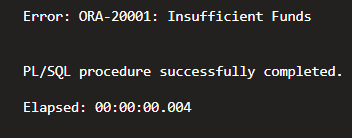 Error: ORA-20001: Insufficient Funds
PL/SQL procedure successfully completed.
Elapsed: 00:00:00.004